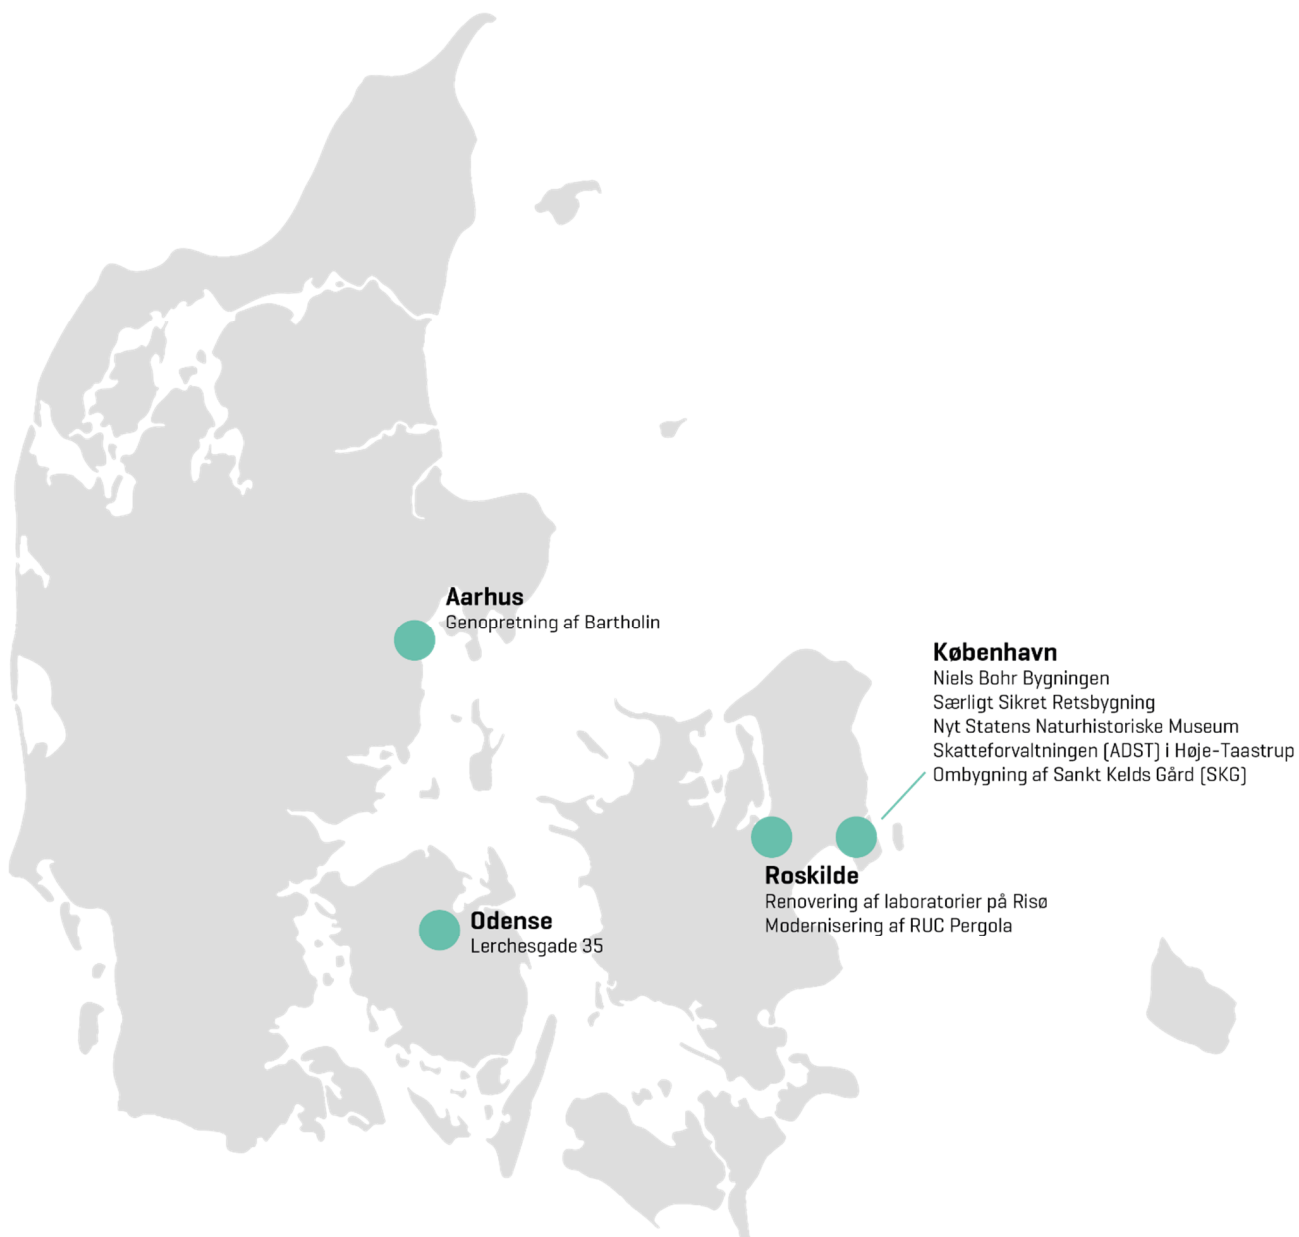 Aarhus
Genopretning af Bartholin
København
Niels Bohr Bygningen
Særligt Sikret Retsbygning
Nyt Statens Naturhistoriske Museum
Skatteforvaltningen (ADST) i Høje-Taastrup
Ombygning af Sankt Kelds Gård (SKG)
Roskilde
Renovering af laboratorier på Risø
Modernisering af RUC Pergola
Odense
Lerchesgade 35